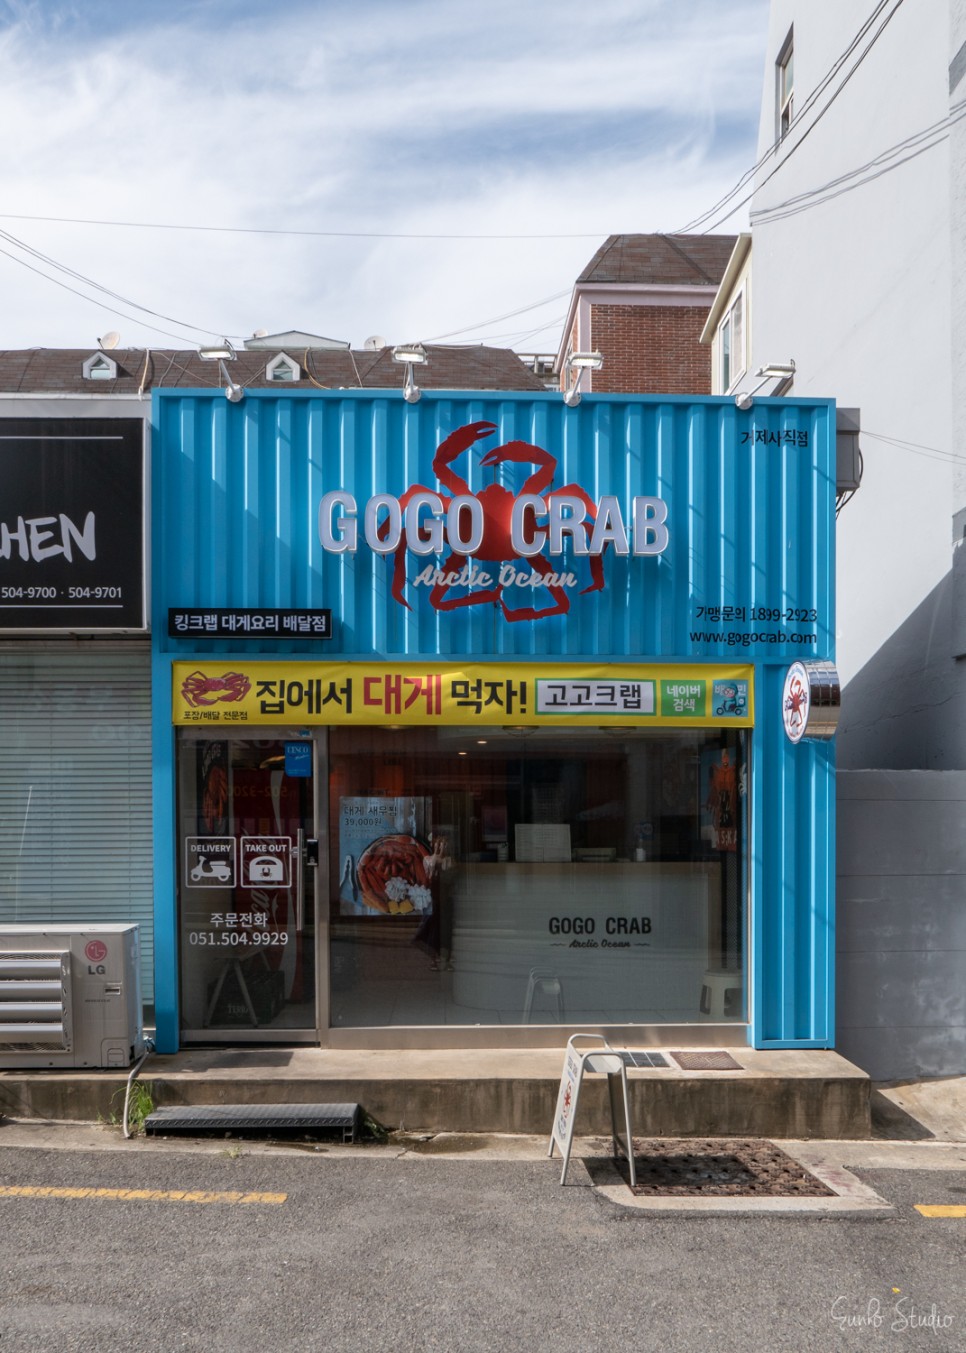 거제사직점
GOGO CRAB
Arctic Ocean
HEN
504-9700 · 504-9701
킹크랩 대게요리 배달점
가맹문의 1899-2923
www.gogocrab.com
포장/배달 전문점
집에서 대게 먹자!
고고크랩
네이버
검색
대게 새우찜
39,000원
DELIVERY
TAKE OUT
주문전화
051.504.9929
GOGO CRAB
Arctic Ocean
LG
SunB Studio